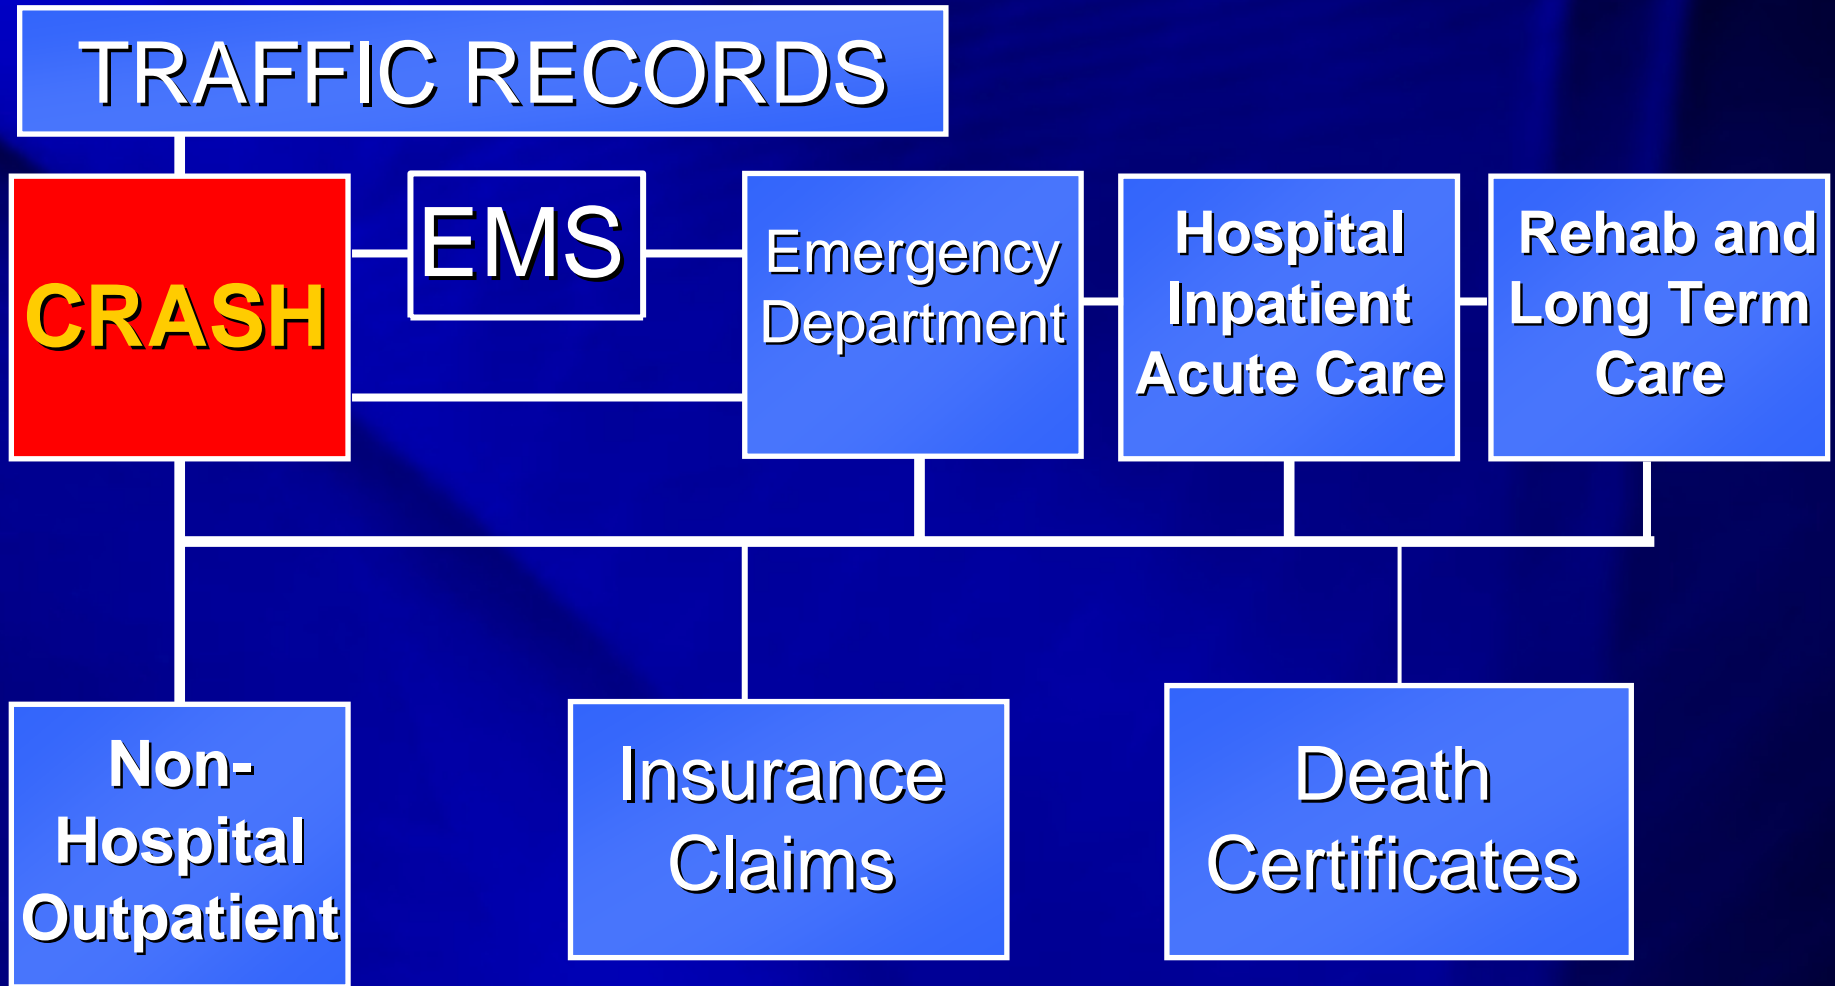 TRAFFIC RECORDS
CRASH
EMS
Emergency
Department
Hospital
Inpatient
Acute Care
Rehab and
Long Term
Care
Non-
Hospital
Outpatient
Insurance
Claims
Death
Certificates